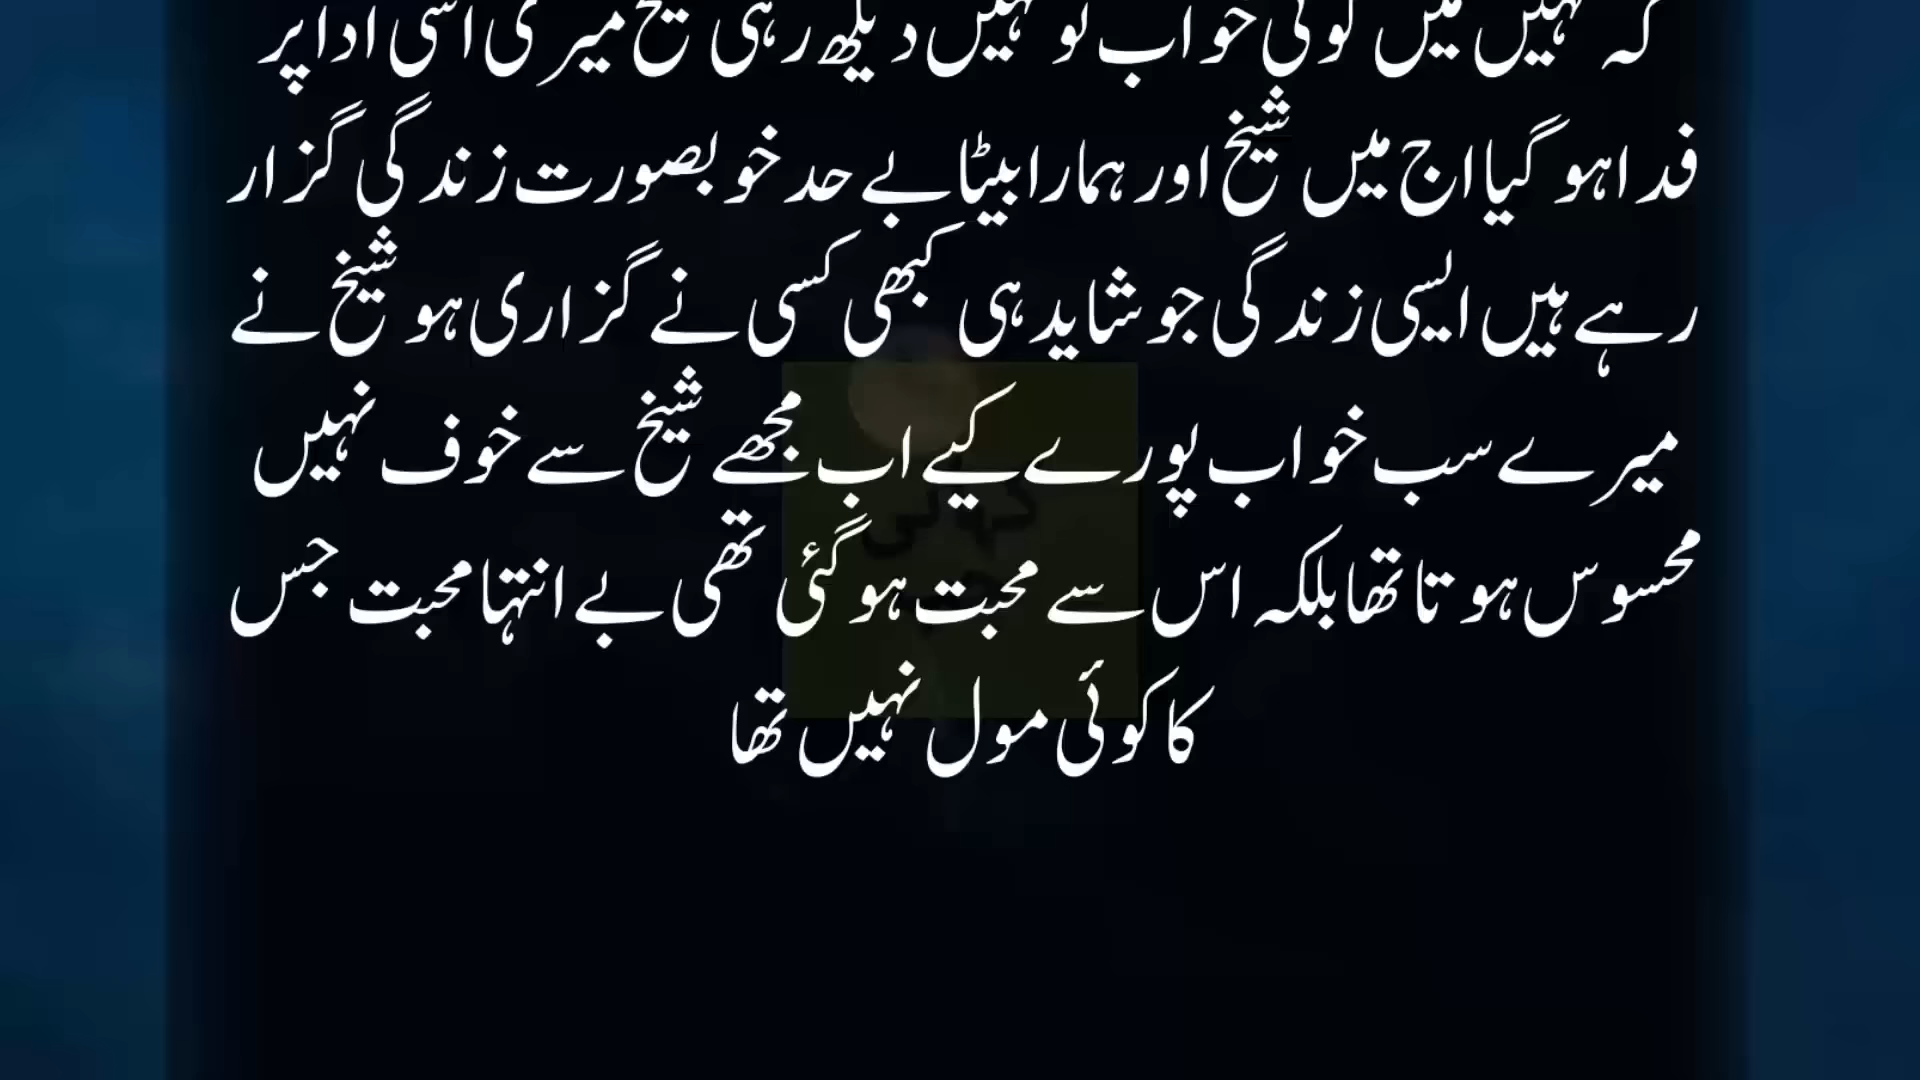 کہ کہیں میں کوئی خواب تو نہیں دیکھ رہی شیخ میری اسی ادا پر
فدا ہو گیا اج میں شیخ اور ہمارا بیٹا بے حد خوبصورت زندگی گزار
رہے ہیں ایسی زندگی جو شاید ہی کبھی کسی نے گزاری ہو شیخ نے
میرے سب خواب پورے کیے اب مجھے شیخ سے خوف نہیں
محسوس ہوتا تھا بلکہ اس سے محبت ہو گئی تھی بے انتہا محبت جس
کا کوئی مول نہیں تھا